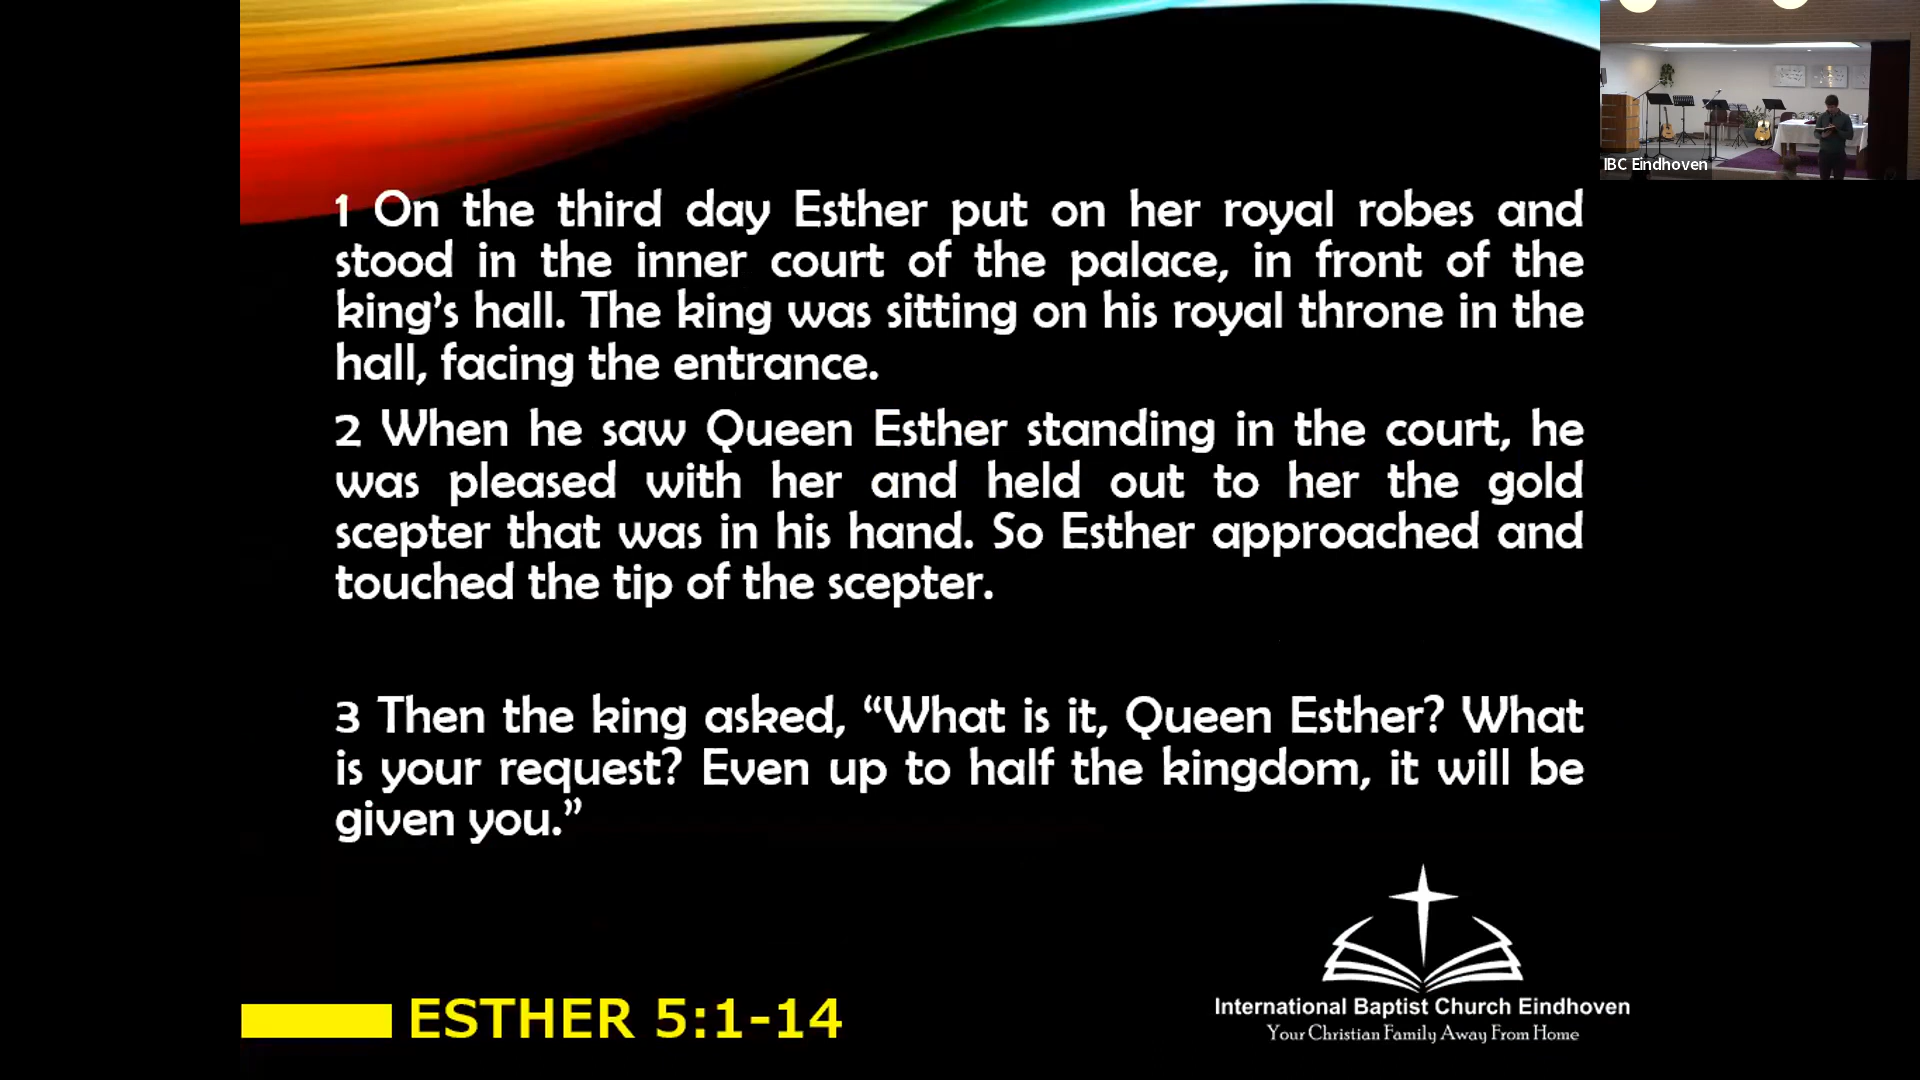 1 On the third day Esther put on her royal robes and
stood in the inner court of the palace, in front of the
king’s hall. The king was sitting on his royal throne in the
hall, facing the entrance.
2 When he saw Queen Esther standing in the court, he
was pleased with her and held out to her the gold
scepter that was in his hand. So Esther approached and
touched the tip of the scepter.
3 Then the king asked, “What is it, Queen Esther? What
is your request? Even up to half the kingdom, it will be
given you.”
ESTHER 5:1-14
International Baptist Church Eindhoven
Your Christian Family Away From Home
IBC Eindhoven